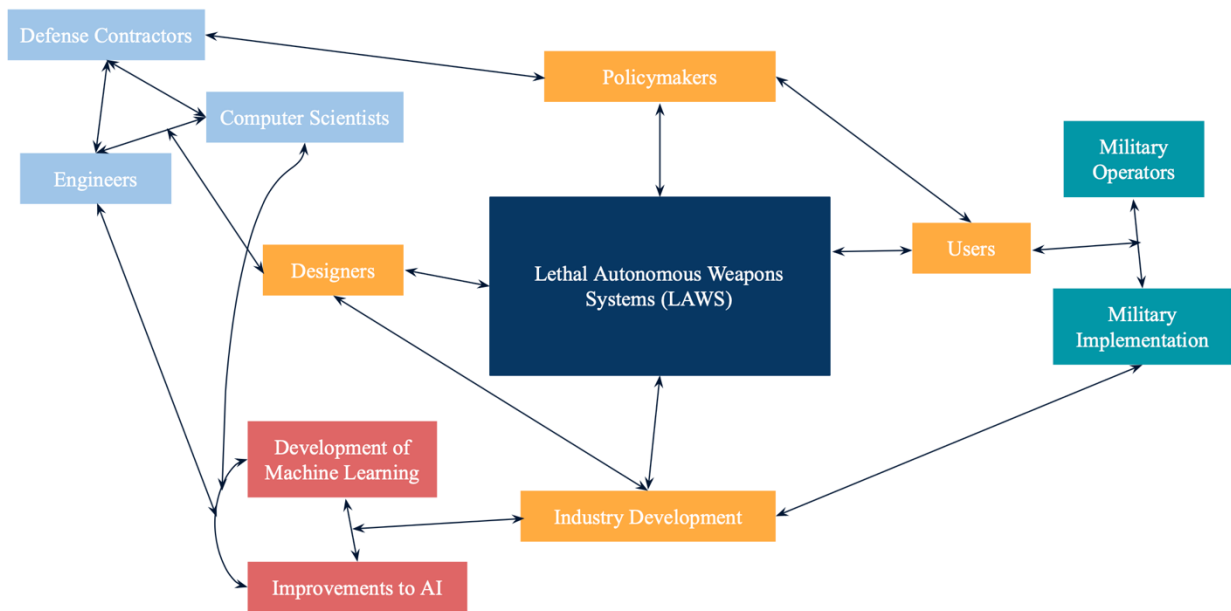 Defense Contractors
Policymakers
Computer Scientists
Military
Operators
Engineers
Users
Designers
Lethal Autonomous Weapons
Systems (LAWS)
Military
Implementation
Development of
Machine Learning
Industry Development
Improvements to AI